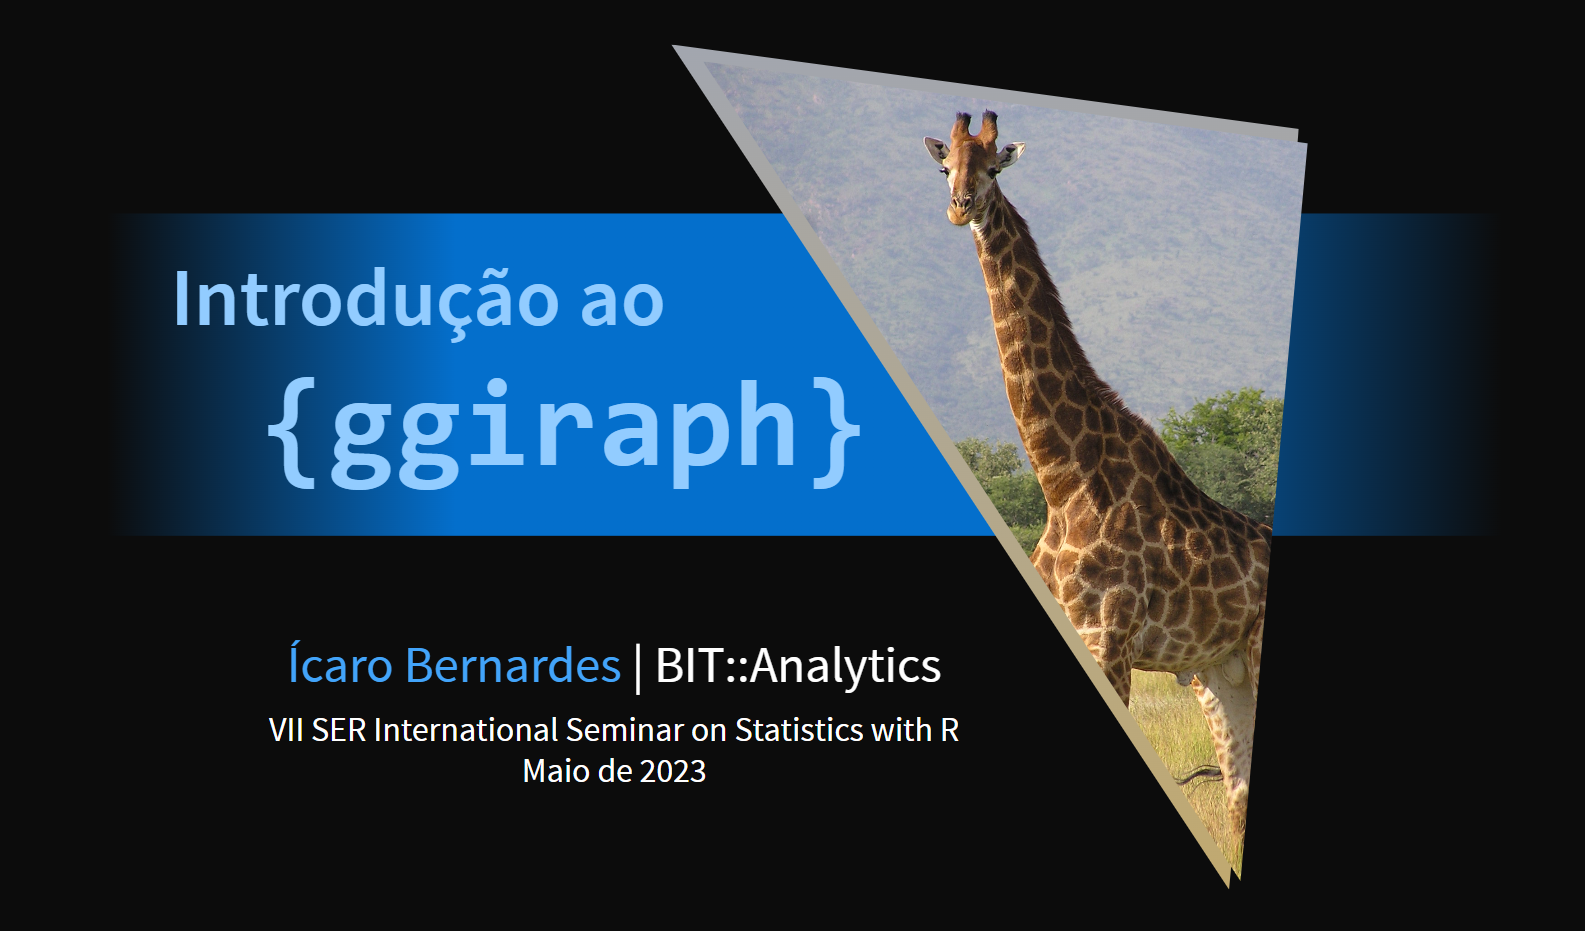 Introdução ao
{ggiraph}
Ícaro Bernardes | BIT::Analytics
VII SER International Seminar on Statistics with R
Maio de 2023